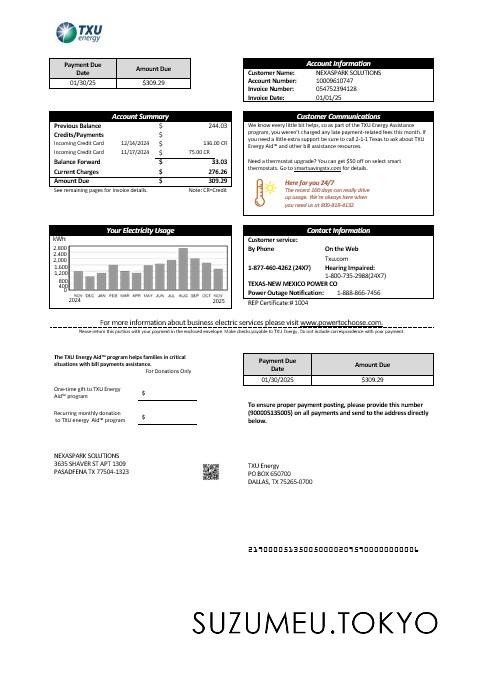 TXU
energy
Payment Due
Date
Amount Due
01/30/25
$309.29
Account Information
Customer Name: NEXASPARK SOLUTIONS
Account Number: 10009610747
Invoice Number: 054752394128
Invoice Date: 01/01/25
Account Summary
Previous Balance $ 244.03
Credits/Payments
Incoming Credit Card 12/14/2024 $ 136.00 CR
Incoming Credit Card 11/17/2024 $ 75.00 CR
Balance Forward $ 33.03
Current Charges $ 276.26
Amount Due $ 309.29
See remaining pages for invoice details. Note: CR=Credit
Customer Communications
We know every little bit helps, so as part of the TXU Energy Assistance
program, you weren't charged any late payment-related fees this month. If
you need a little extra support be sure to call 2-1-1 Texas to ask about TXU
Energy Aid℠ and other bill assistance resources.
Need a thermostat upgrade? You can get $50 off on select smart
thermostats. Go to ismartsavingstx.com for details.
Here for you 24/7
The recent 100 days can really drive
up usage. We're always here when
you need us at 800-818-6132
Your Electricity Usage
kWh
2,800
2,400
2,000
1,600
1,200
800
400
0
NOV DEC JAN FEB MAR APR MAY JUN JUL AUG SEP OCT NOV
2024 2025
Contact Information
Customer service:
By Phone On the Web
Txu.com
1-877-460-4262 (24X7) Hearing Impaired:
1-800-735-2988(24X7)
TEXAS-NEW MEXICO POWER CO
Power Outage Notification: 1-888-866-7456
REP Certificate # 1004
For more information about business electric services please visit www.powertochoose.com.
Please return this portion with your payment in the enclosed envelope. Make checks payable to TXU Energy. Do not include correspondence with your payment.
The TXU Energy Aid℠ program helps families in critical
situations with bill payments assistance.
For Donations Only
One-time gift to TXU Energy
Aid℠ program $
Recurring monthly donation
to TXU energy Aid℠ program $
Payment Due
Date
Amount Due
01/30/2025
$309.29
To ensure proper payment posting, please provide this number
(900005135005) on all payments and send to the address directly
below.
NEXASPARK SOLUTIONS
3635 SHAVER ST APT 1309
PASADFENA TX 77504-1323
TXU Energy
PO BOX 650700
DALLAS, TX 75265-0700
SUZUMEU.TOKYO